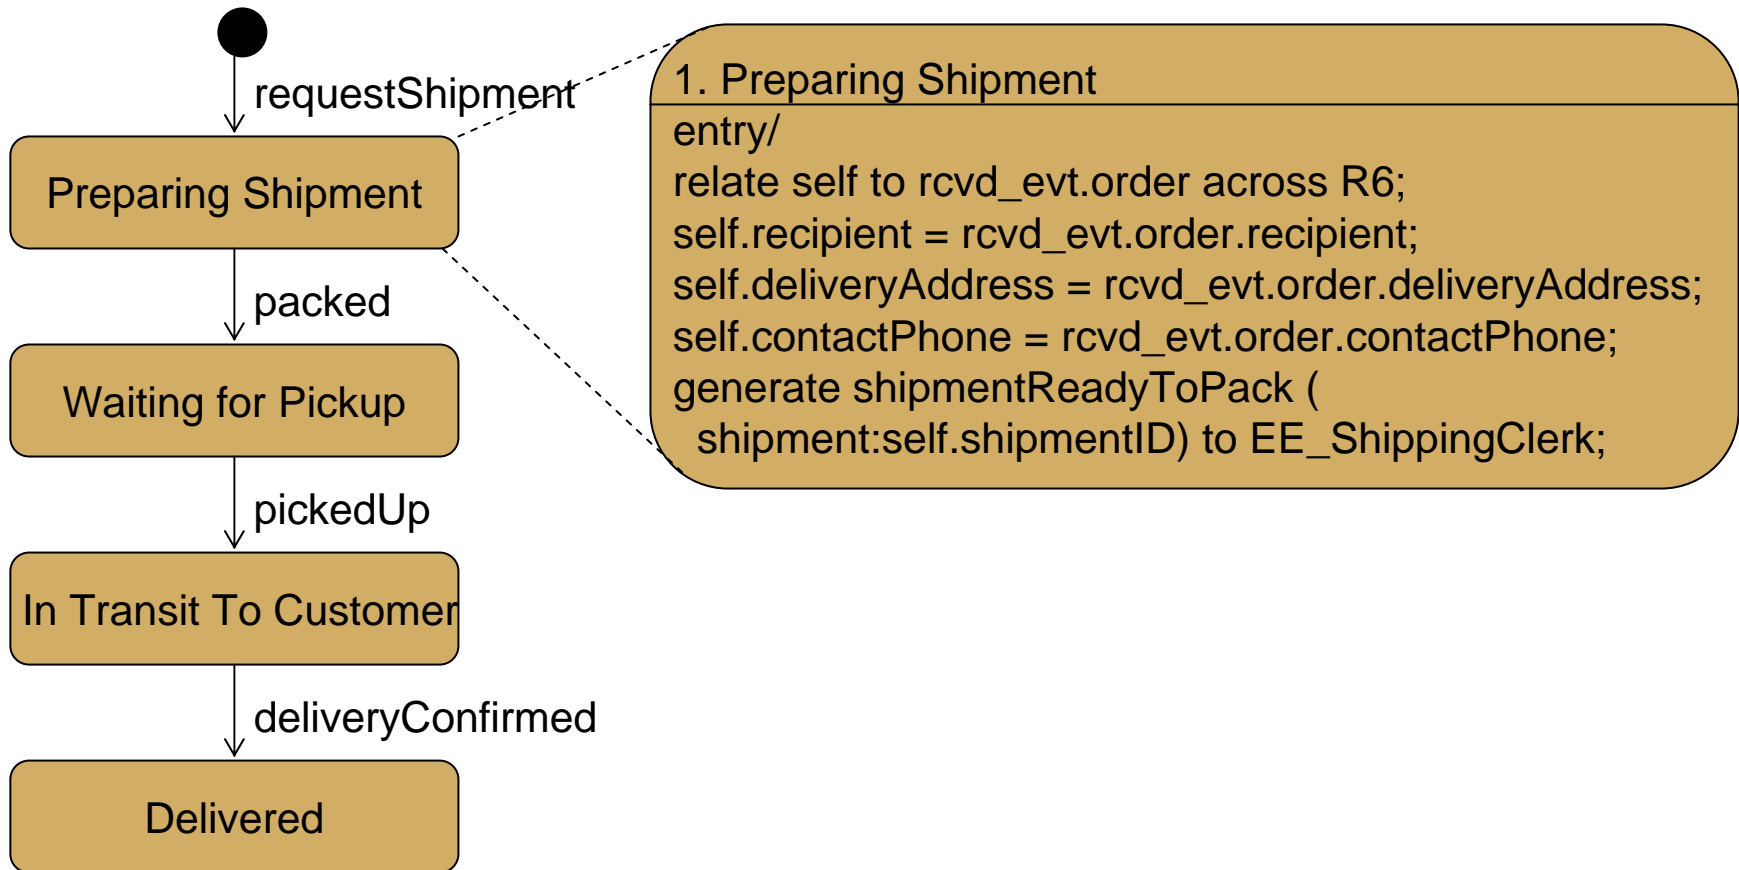 requestShipment
Preparing Shipment
packed
Waiting for Pickup
pickedUp
In Transit To Customer
deliveryConfirmed
Delivered
1. Preparing Shipment
entry/
relate self to rcvd_evt.order across R6;
self.recipient = rcvd_evt.order.recipient;
self.deliveryAddress = rcvd_evt.order.deliveryAddress;
self.contactPhone = rcvd_evt.order.contactPhone;
generate shipmentReadyToPack (
shipment:self.shipmentID) to EE_ShippingClerk;